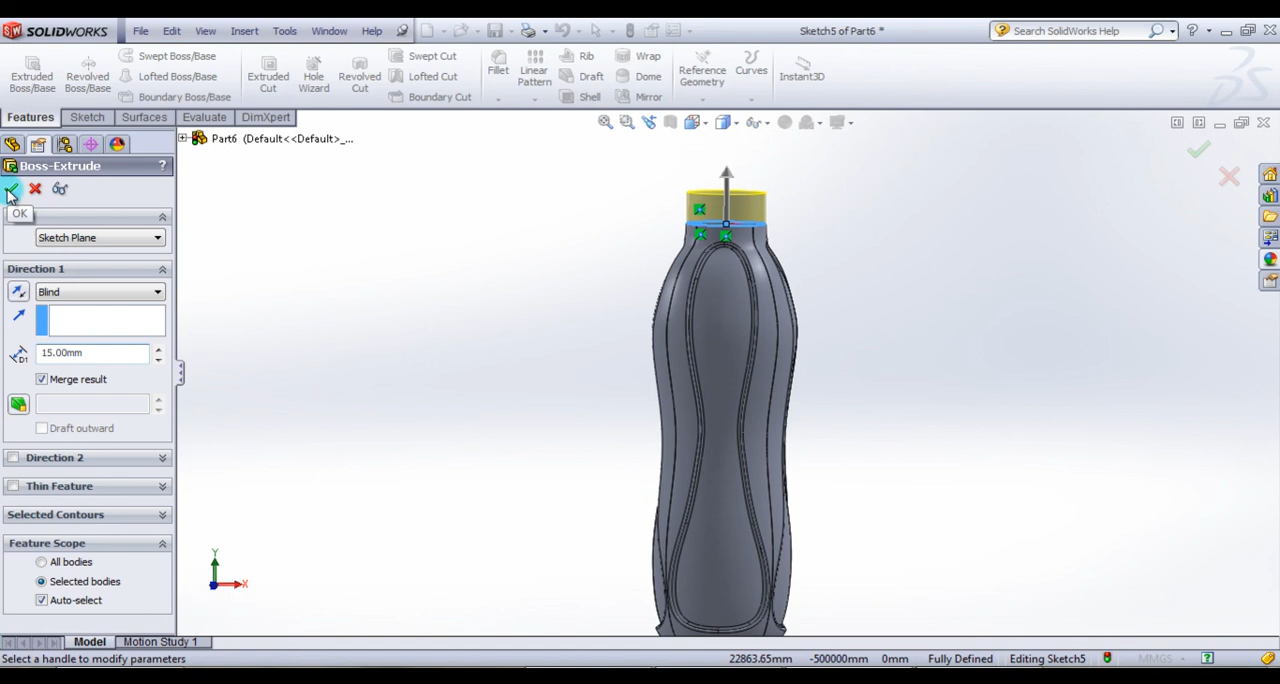 SOLIDWORKS File Edit View Insert Tools Window Help Sketch5 of Part6 * Search SolidWorks Help
Extruded Boss/Base
Revolved Boss/Base
Swept Boss/Base
Lofted Boss/Base
Boundary Boss/Base
Extruded Cut
Hole Wizard
Revolved Cut
Swept Cut
Lofted Cut
Boundary Cut
Fillet
Linear Pattern
Rib
Draft
Shell
Wrap
Dome
Mirror
Reference Geometry
Curves
Instant3D
Features Sketch Surfaces Evaluate DimXpert
Part6 (Default<<Default>_...
Boss-Extrude ?
OK
Sketch Plane
Direction 1
Blind
D1
15.00mm
Merge result
Draft outward
Direction 2
Thin Feature
Selected Contours
Feature Scope
All bodies
Selected bodies
Auto-select
Y
X
Model Motion Study 1
Select a handle to modify parameters 22863.65mm -500000mm 0mm Fully Defined Editing Sketch5 MMGS ?